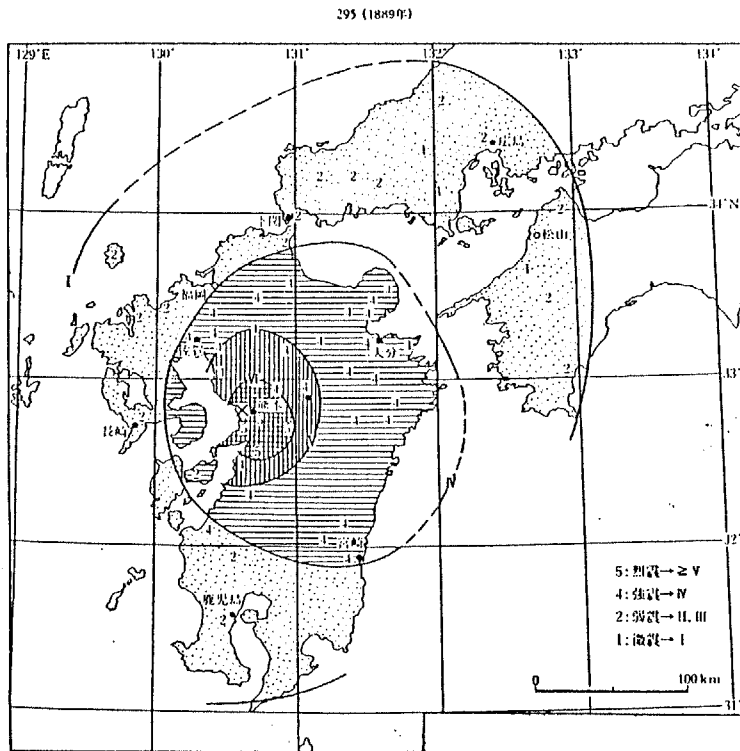 295 (1889年)
129°E 130° 131° 132° 133° 134°
広島
34°N
下関
松山
福岡
大分
33°
VI
熊本
長崎
I
IV
宮崎
32°
鹿児島
5:烈震→≧V
4:強震→IV
2:弱震→II, III
1:微震→I
0 100 km
31°